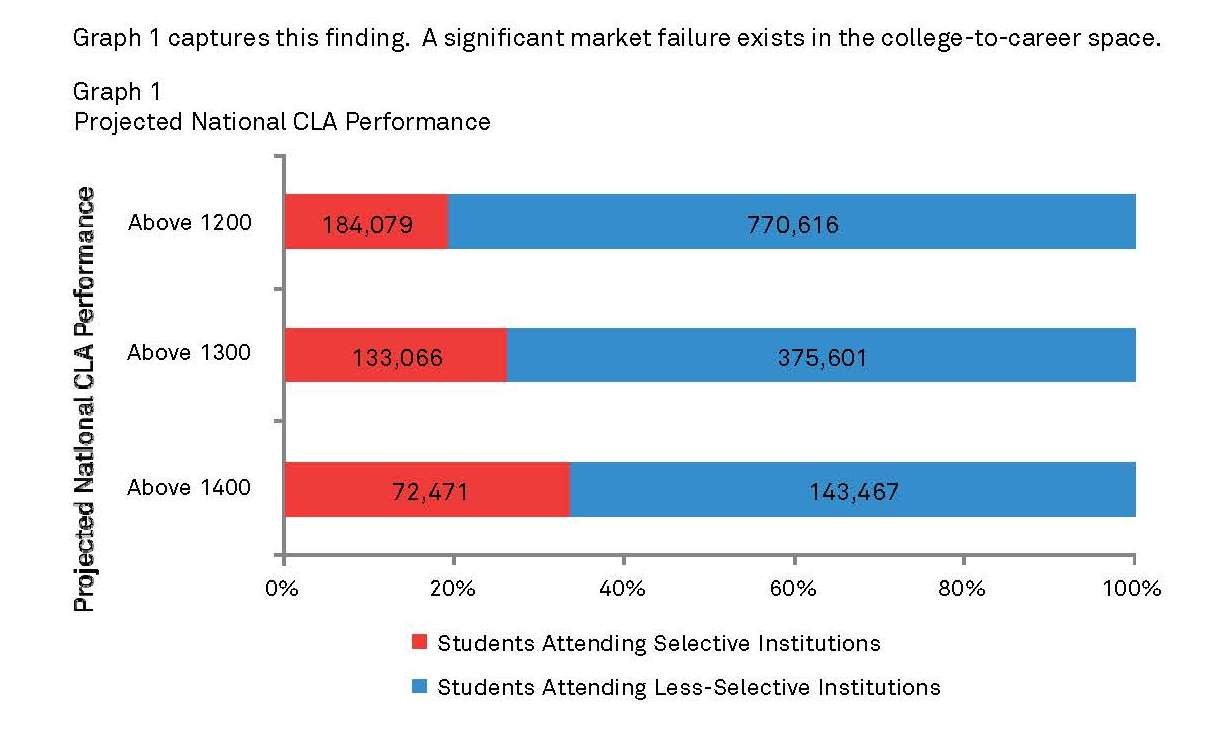 Graph 1 captures this finding.  A significant market failure exists in the college-to-career space.
Graph 1
Projected National CLA Performance
Projected National CLA Performance
Above 1200
184,079
770,616
Above 1300
133,066
375,601
Above 1400
72,471
143,467
0%
20%
40%
60%
80%
100%
Students Attending Selective Institutions
Students Attending Less-Selective Institutions